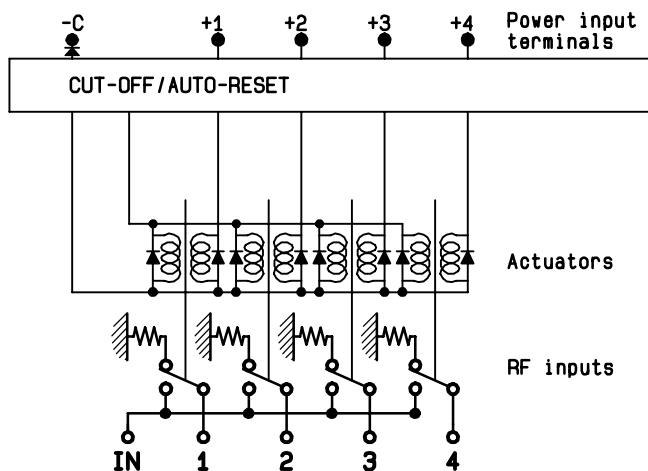 -C +1 +2 +3 +4 Power input
terminals
CUT-OFF/AUTO-RESET
Actuators
RF inputs
IN 1 2 3 4